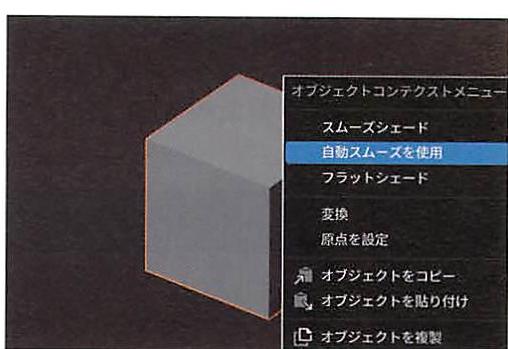 オブジェクトコンテクストメニュー
スムーズシェード
自動スムーズを使用
フラットシェード
変換
原点を設定
オブジェクトをコピー
オブジェクトを貼り付け
オブジェクトを複製